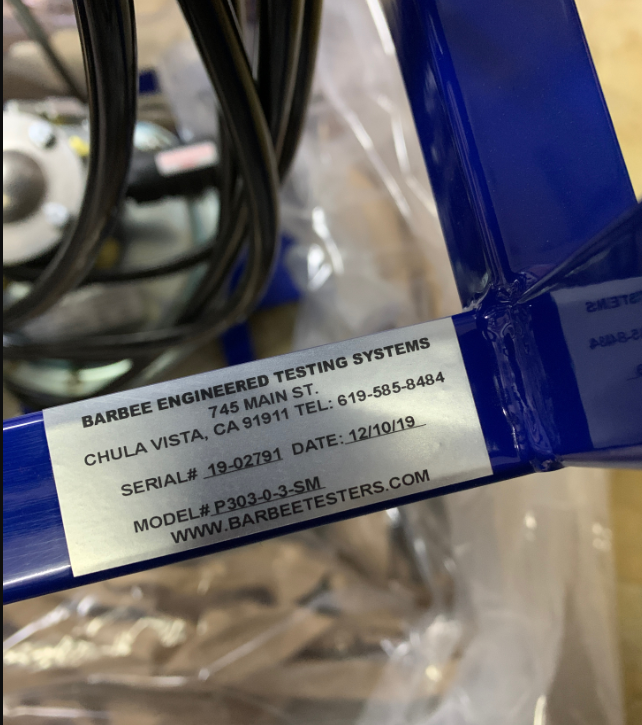 BARBEE ENGINEERED TESTING SYSTEMS
745 MAIN ST.
CHULA VISTA, CA 91911 TEL: 619-585-8484
SERIAL# 19-02791 DATE: 12/10/19
MODEL# P303-0-3-SM
WWW.BARBEETESTERS.COM